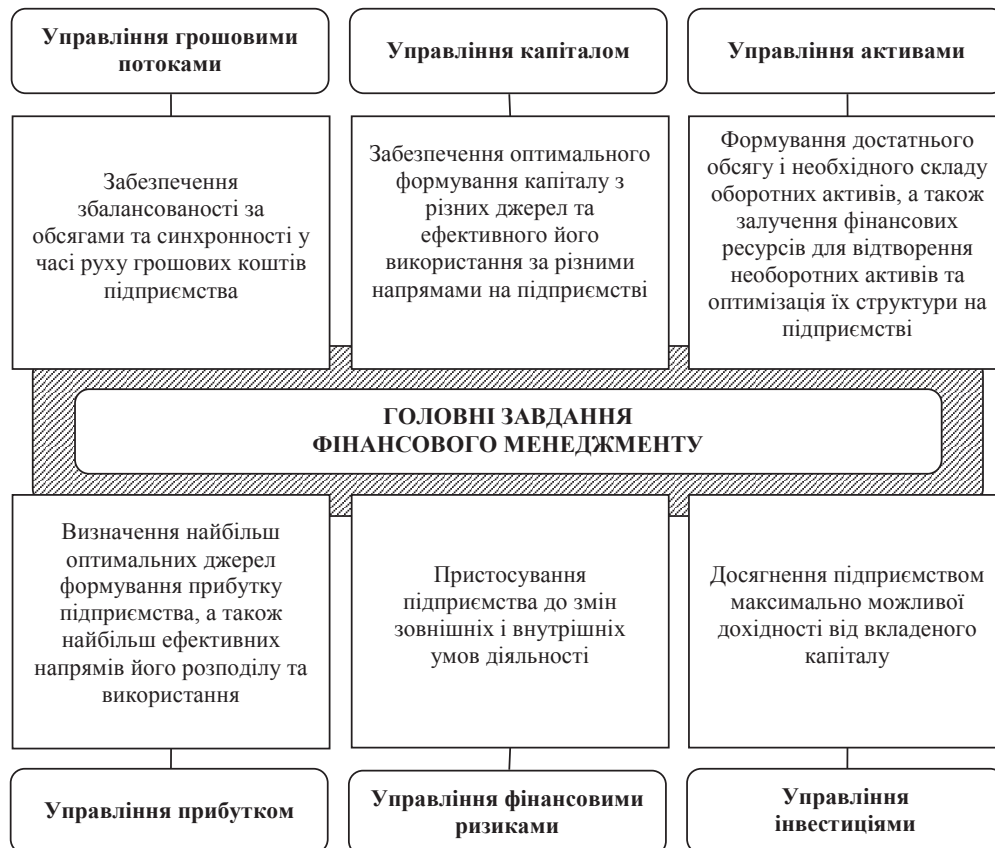 Управління грошовими
потоками
Управління капіталом
Управління активами
Забезпечення
збалансованості за
обсягами та синхронності у
часі руху грошових коштів
підприємства
Забезпечення оптимального
формування капіталу з
різних джерел та
ефективного його
використання за різними
напрямами на підприємстві
Формування достатнього
обсягу і необхідного складу
оборотних активів, а також
залучення фінансових
ресурсів для відтворення
необоротних активів та
оптимізація їх структури на
підприємстві
ГОЛОВНІ ЗАВДАННЯ
ФІНАНСОВОГО МЕНЕДЖМЕНТУ
Визначення найбільш
оптимальних джерел
формування прибутку
підприємства, а також
найбільш ефективних
напрямів його розподілу та
використання
Пристосування
підприємства до змін
зовнішніх і внутрішніх
умов діяльності
Досягнення підприємством
максимально можливої
дохідності від вкладеного
капіталу
Управління прибутком
Управління фінансовими
ризиками
Управління
інвестиціями